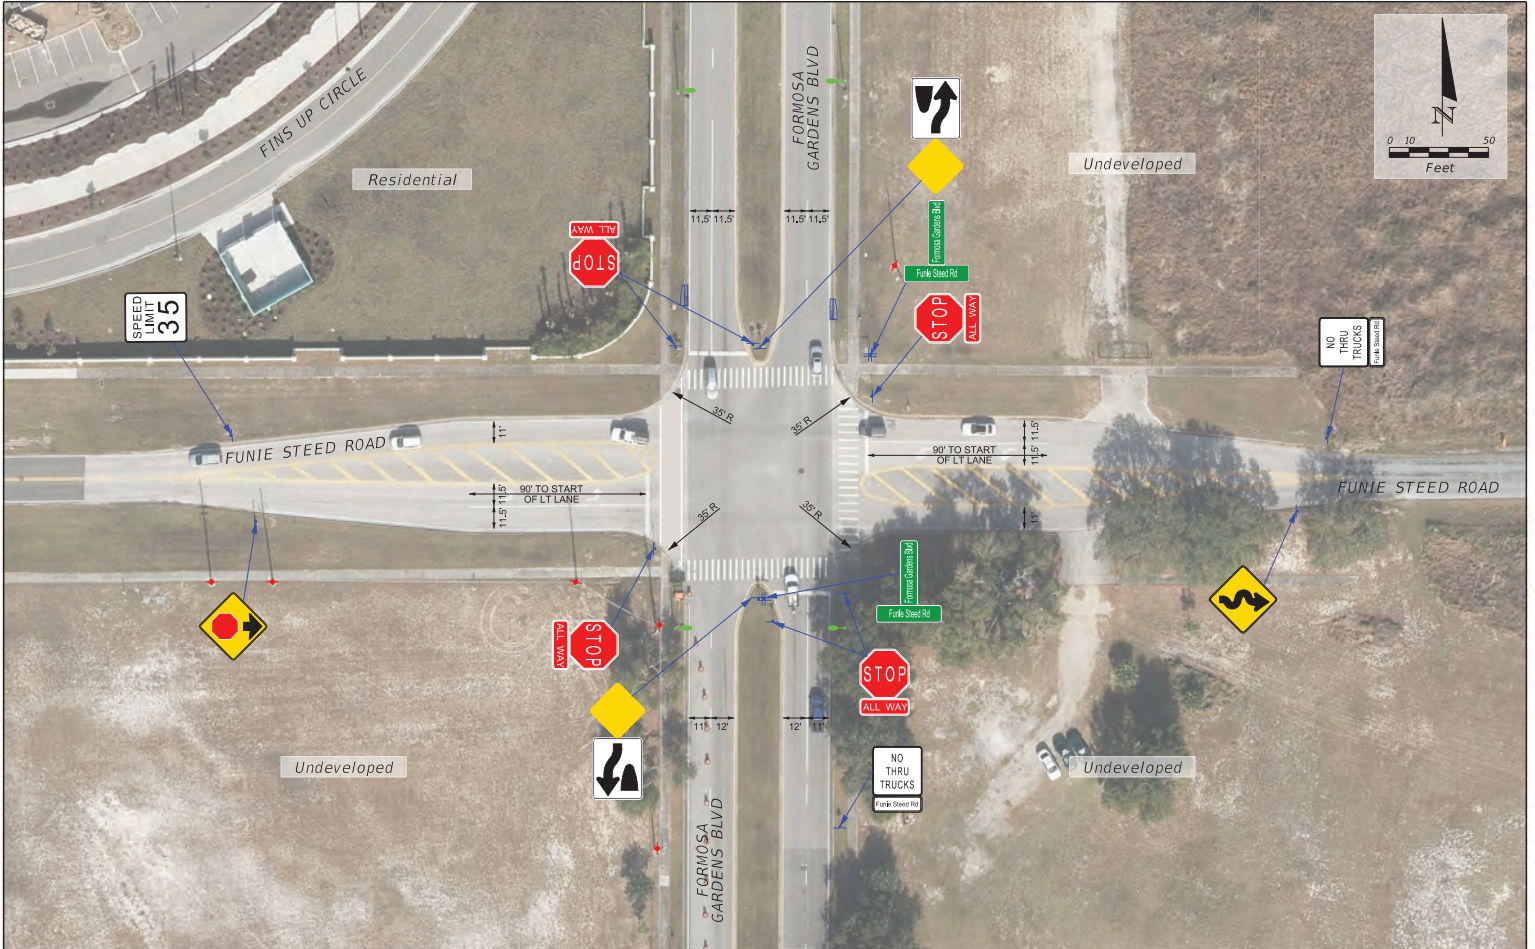 FINS UP CIRCLE
FORMOSA
GARDENS BLVD
N
0 10 50
Feet
Residential
Undeveloped
11.5' 11.5'
11.5' 11.5'
ALL WAY
STOP
Formosa Gardens Blvd
Funie Steed Rd
STOP
ALL WAY
SPEED
LIMIT
35
NO
THRU
TRUCKS
Funie Steed Rd
35' R
35' R
FUNIE STEED ROAD
11'
90' TO START
OF LT LANE
11.5'
11.5'
90' TO START
OF LT LANE
11.5'
11.5'
11'
FUNIE STEED ROAD
35' R
35' R
Formosa Gardens Blvd
Funie Steed Rd
ALL WAY
STOP
STOP
ALL WAY
11' 12'
12' 11'
Undeveloped
NO
THRU
TRUCKS
Funie Steed Rd
Undeveloped
FORMOSA
GARDENS BLVD